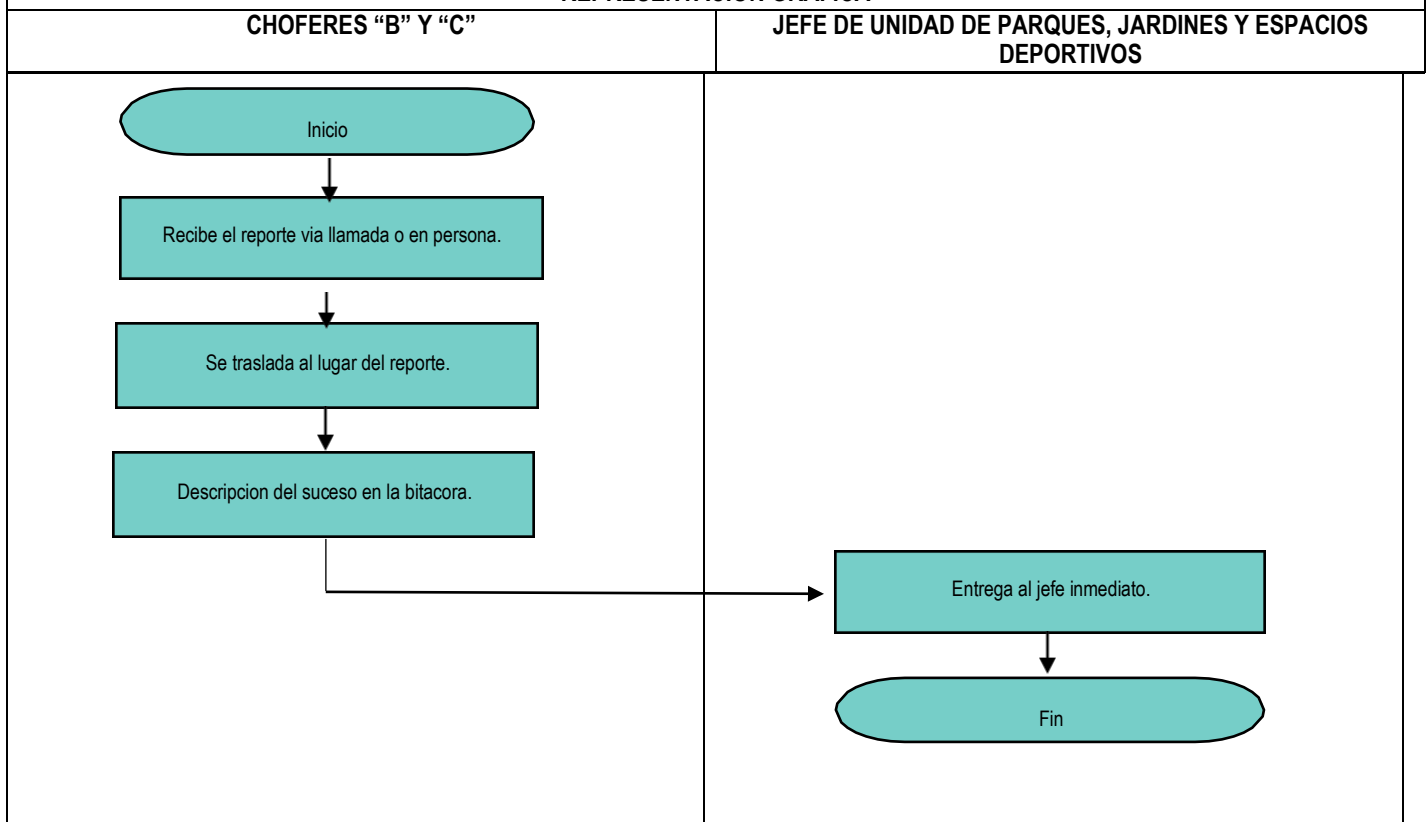 CHOFERES “B” Y “C”
JEFE DE UNIDAD DE PARQUES, JARDINES Y ESPACIOS
DEPORTIVOS
Inicio
Recibe el reporte via llamada o en persona.
Se traslada al lugar del reporte.
Descripcion del suceso en la bitacora.
Entrega al jefe inmediato.
Fin